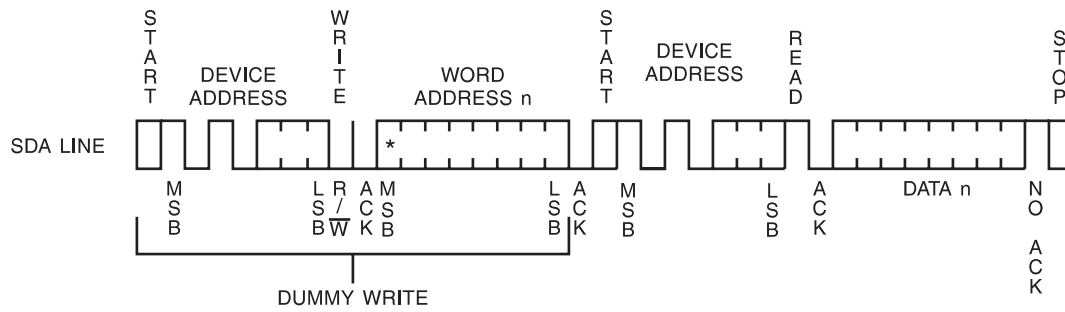 START
WRITE
START
READ
STOP
DEVICE
ADDRESS
WORD
ADDRESS n
DEVICE
ADDRESS
SDA LINE
*
MSB
LSB
R/W
ACK
MSB
LSB
ACK
MSB
LSB
ACK
DATA n
NO ACK
DUMMY WRITE